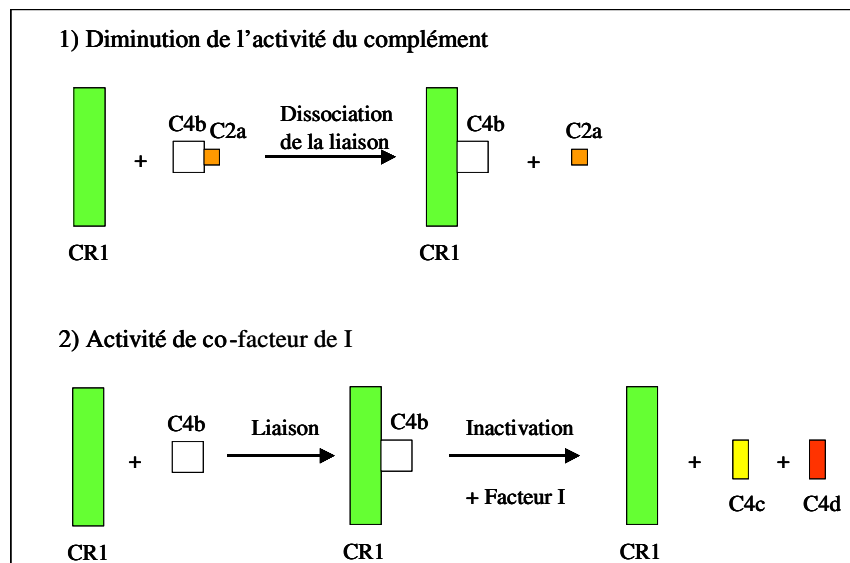 1) Diminution de l’activité du complément
C4b C2a
+
Dissociation
de la liaison
C4b
+
C2a
CR1
CR1
2) Activité de co-facteur de I
+
C4b
Liaison
C4b
Inactivation
+ Facteur I
+
+
C4c
C4d
CR1
CR1
CR1